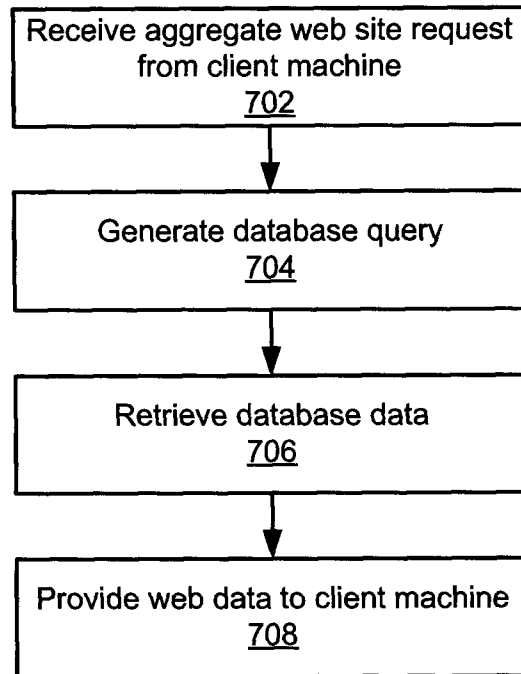 Receive aggregate web site request
from client machine
702
Generate database query
704
Retrieve database data
706
Provide web data to client machine
708